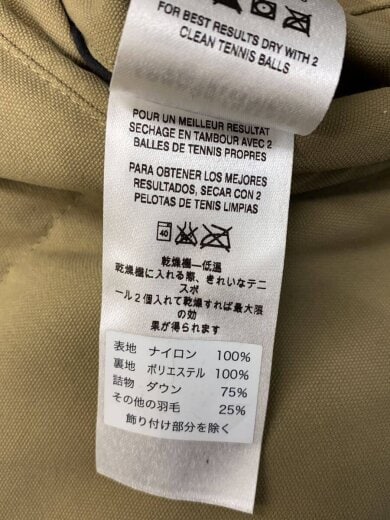 FOR BEST RESULTS DRY WITH 2
CLEAN TENNIS BALLS
POUR UN MEILLEUR RESULTAT
SECHAGE EN TAMBOUR AVEC 2
BALLES DE TENNIS PROPRES
PARA OBTENER LOS MEJORES
RESULTADOS, SECAR CON 2
PELOTAS DE TENIS LIMPIAS
40
乾燥機—低温
乾燥機に入れる際、きれいなテニ
スボ
ール2個入れて乾燥すれば最大限
の効
果が得られます
表地 ナイロン 100%
裏地 ポリエステル 100%
詰物 ダウン 75%
その他の羽毛 25%
飾り付け部分を除く